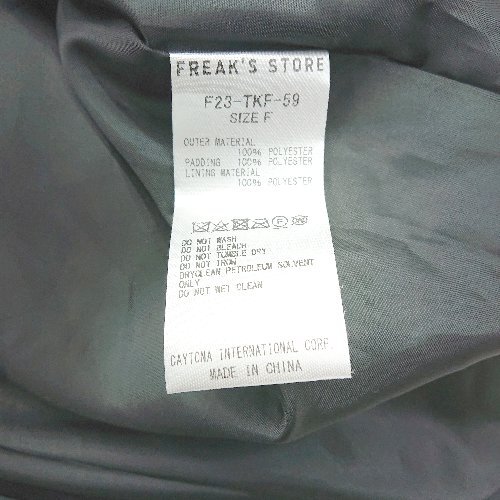 FREAK'S STORE
F23-TKF-59
SIZE F
OUTER MATERIAL
100% POLYESTER
PADDING 100% POLYESTER
LINING MATERIAL
100% POLYESTER
DO NOT WASH
DO NOT BLEACH
DO NOT TUMBLE DRY
DO NOT IRON
DRYCLEAN PETROLEUM SOLVENT
ONLY
DO NOT WET CLEAN
DAYTONA INTERNATIONAL CORP.
MADE IN CHINA